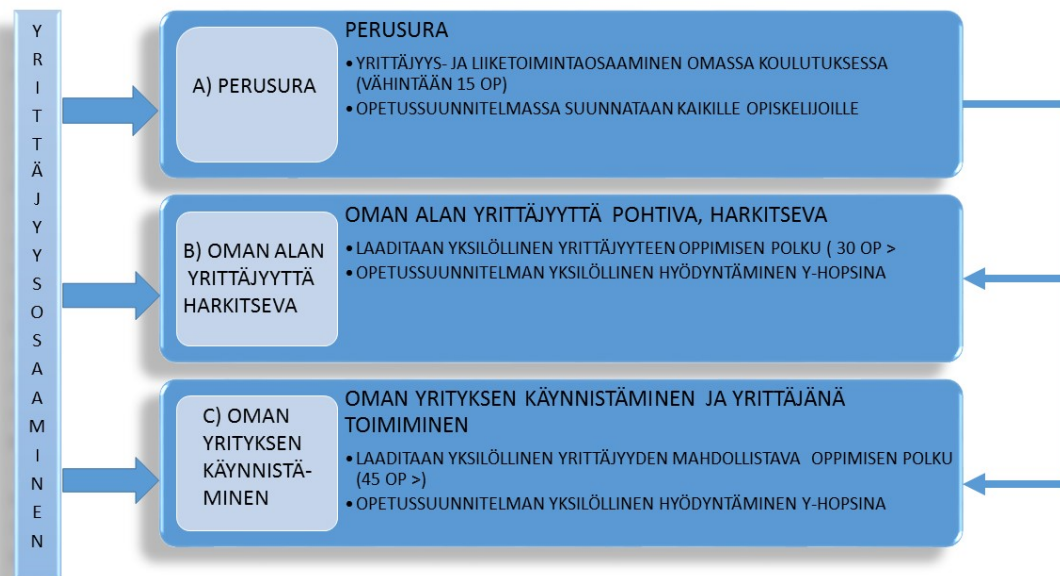 YRITTÄJYYSOSAAMINEN
A) PERUSURA
PERUSURA
• YRITTÄJYYS- JA LIIKETOIMINTAOSAAMINEN OMASSA KOULUTUKSESSA
(VÄHINTÄÄN 15 OP)
• OPETUSSUUNNITELMASSA SUUNNATAAN KAIKILLE OPISKELIJOILLE
B) OMAN ALAN
YRITTÄJYYTTÄ
HARKITSEVA
OMAN ALAN YRITTÄJYYTTÄ POHTIVA, HARKITSEVA
• LAADITAAN YKSILÖLLINEN YRITTÄJYYTEEN OPPIMISEN POLKU ( 30 OP >
• OPETUSSUUNNITELMAN YKSILÖLLINEN HYÖDYNTÄMINEN Y-HOPSINA
C) OMAN
YRITYKSEN
KÄYNNISTÄ-
MINEN
OMAN YRITYKSEN KÄYNNISTÄMINEN JA YRITTÄJÄNÄ
TOIMIMINEN
• LAADITAAN YKSILÖLLINEN YRITTÄJYYDEN MAHDOLLISTAVA OPPIMISEN POLKU
(45 OP >)
• OPETUSSUUNNITELMAN YKSILÖLLINEN HYÖDYNTÄMINEN Y-HOPSINA